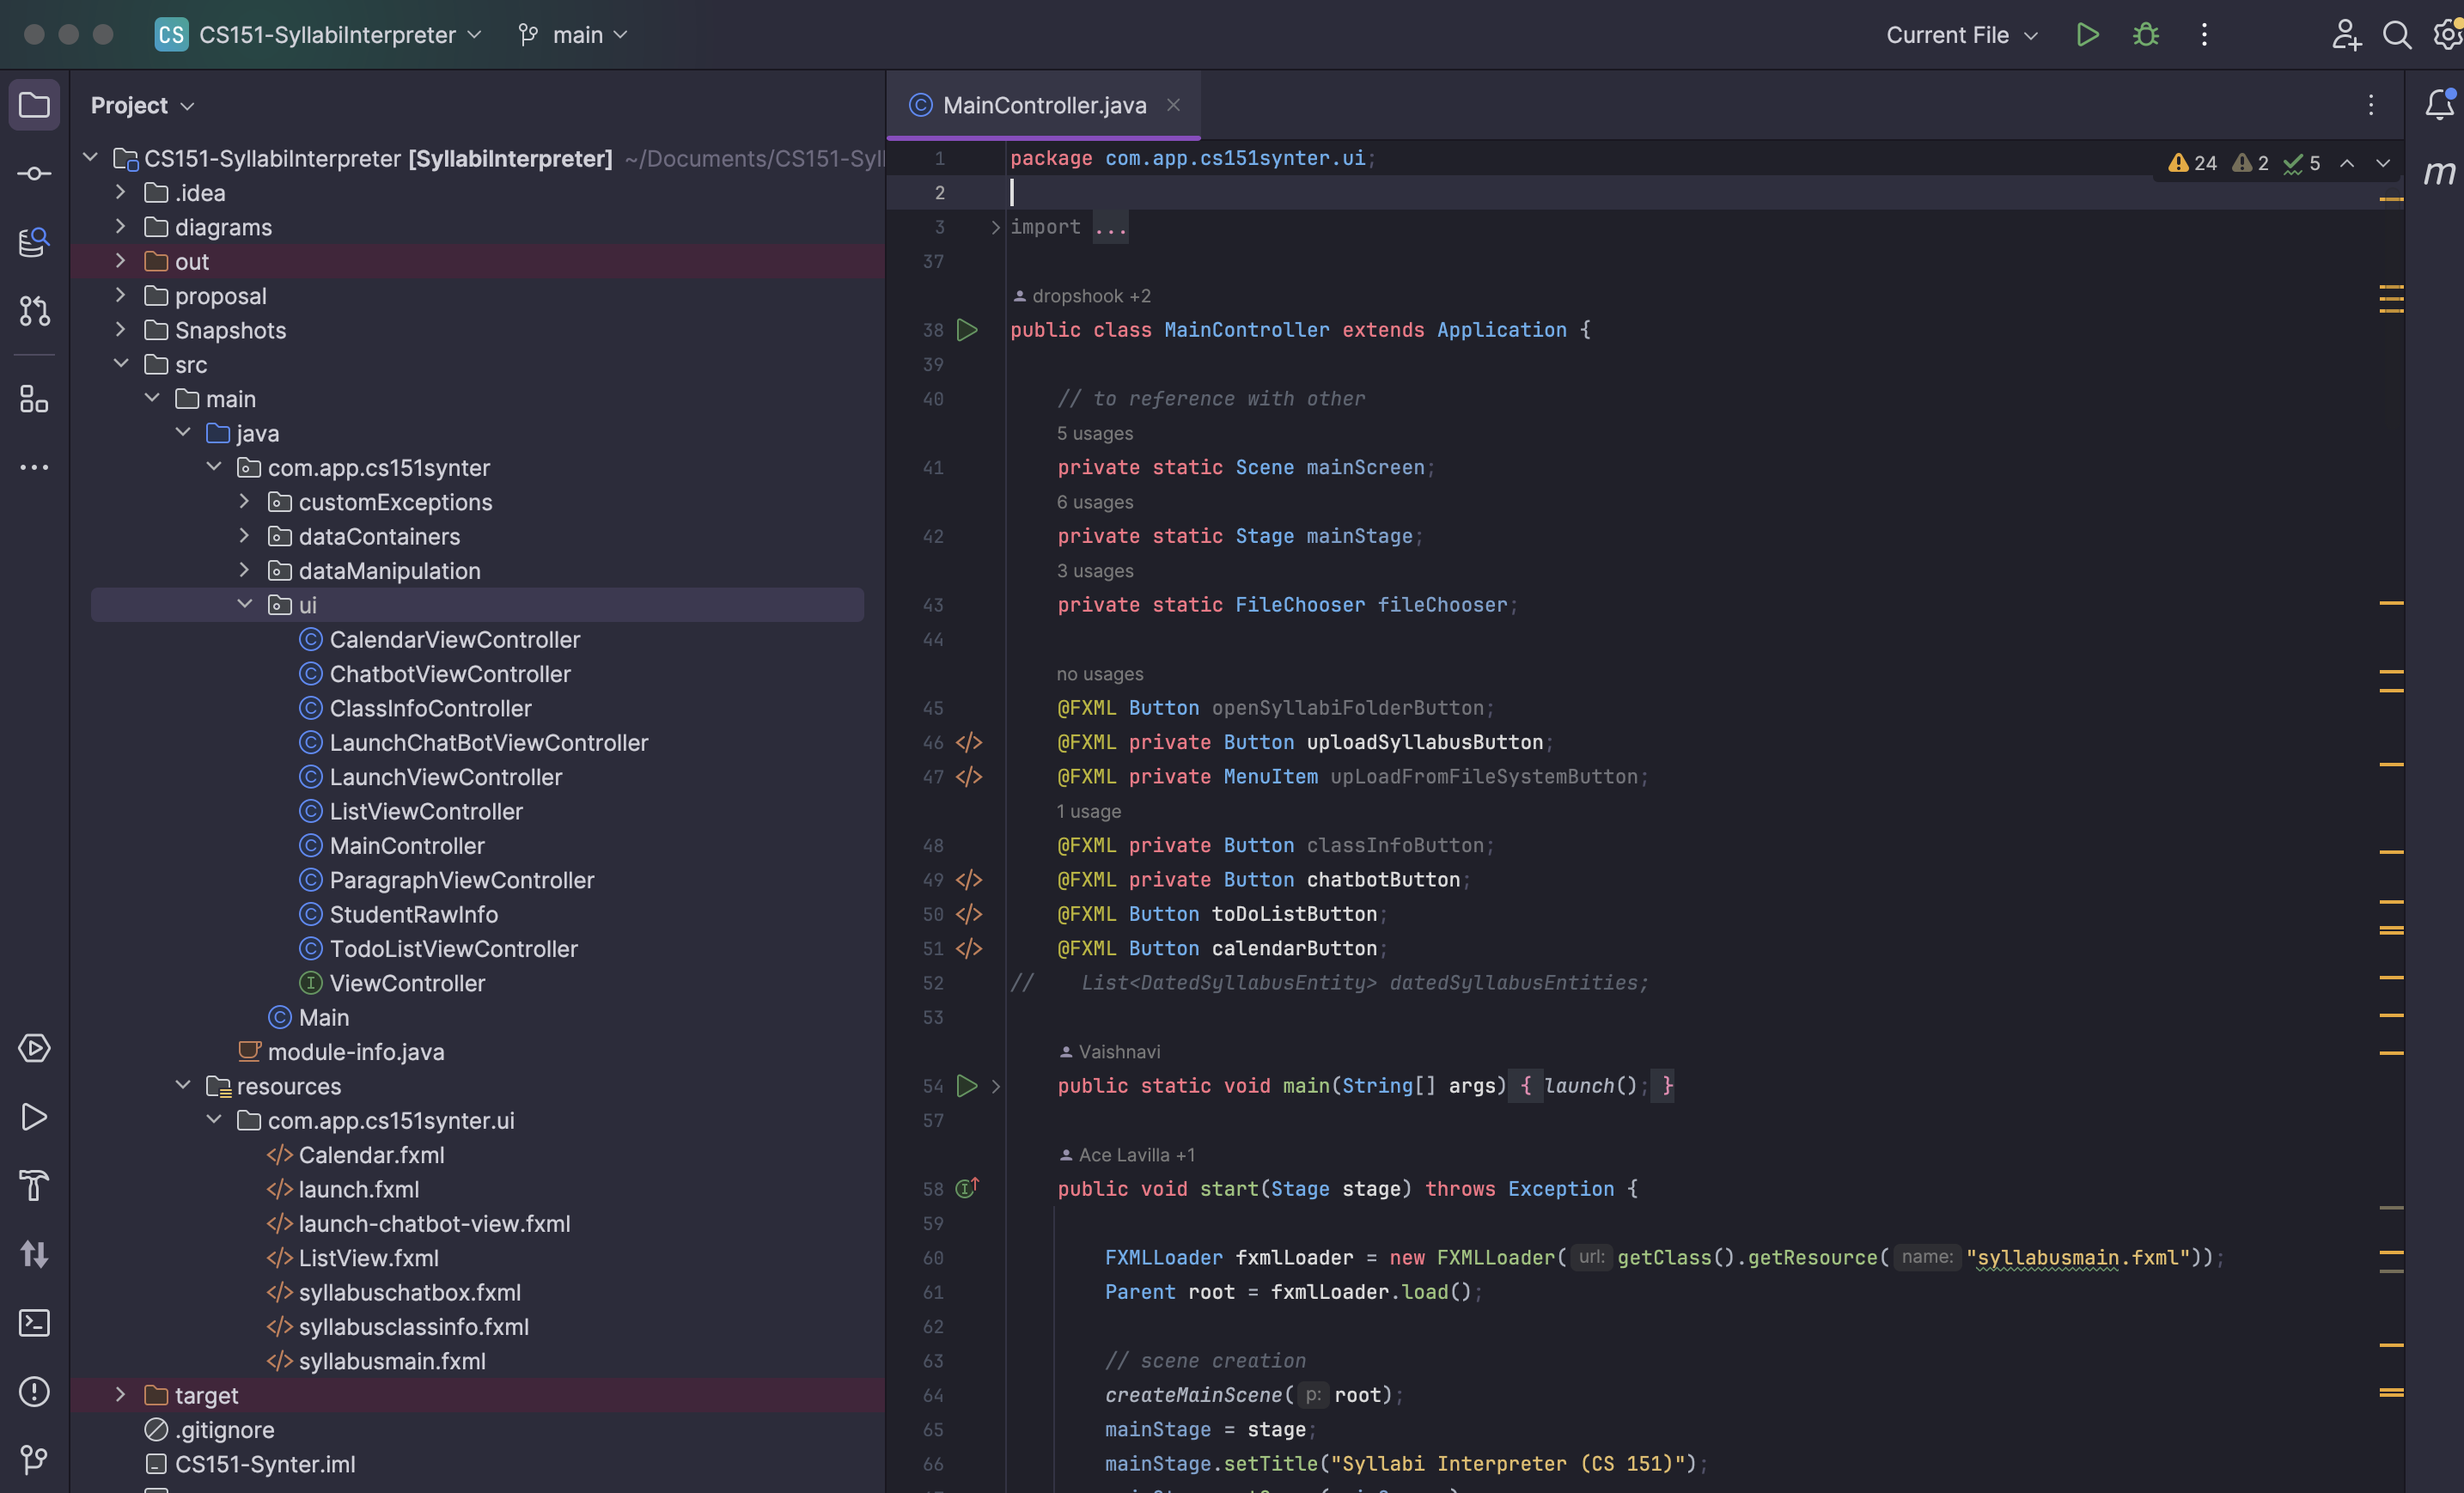 CS CS151-SyllabiInterpreter main Current File
Project
CS151-SyllabiInterpreter [SyllabiInterpreter] ~/Documents/CS151-Syll
.idea
diagrams
out
proposal
Snapshots
src
main
java
com.app.cs151synter
customExceptions
dataContainers
dataManipulation
ui
CalendarViewController
ChatbotViewController
ClassInfoController
LaunchChatBotViewController
LaunchViewController
ListViewController
MainController
ParagraphViewController
StudentRawInfo
TodoListViewController
ViewController
Main
module-info.java
resources
com.app.cs151synter.ui
Calendar.fxml
launch.fxml
launch-chatbot-view.fxml
ListView.fxml
syllabuschatbox.fxml
syllabusclassinfo.fxml
syllabusmain.fxml
target
.gitignore
CS151-Synter.iml
MainController.java
24 2 5
m
1 package com.app.cs151synter.ui;
2
3 import ...
37
dropshook +2
38 public class MainController extends Application {
39
40 // to reference with other
5 usages
41 private static Scene mainScreen;
6 usages
42 private static Stage mainStage;
3 usages
43 private static FileChooser fileChooser;
44
no usages
45 @FXML Button openSyllabiFolderButton;
46 @FXML private Button uploadSyllabusButton;
47 @FXML private MenuItem upLoadFromFileSystemButton;
1 usage
48 @FXML private Button classInfoButton;
49 @FXML private Button chatbotButton;
50 @FXML Button toDoListButton;
51 @FXML Button calendarButton;
52 // List<DatedSyllabusEntity> datedSyllabusEntities;
53
Vaishnavi
54 public static void main(String[] args) { launch(); }
57
Ace Lavilla +1
58 public void start(Stage stage) throws Exception {
59
60 FXMLLoader fxmlLoader = new FXMLLoader( url: getClass().getResource( name: "syllabusmain.fxml"));
61 Parent root = fxmlLoader.load();
62
63 // scene creation
64 createMainScene( p: root);
65 mainStage = stage;
66 mainStage.setTitle("Syllabi Interpreter (CS 151)");